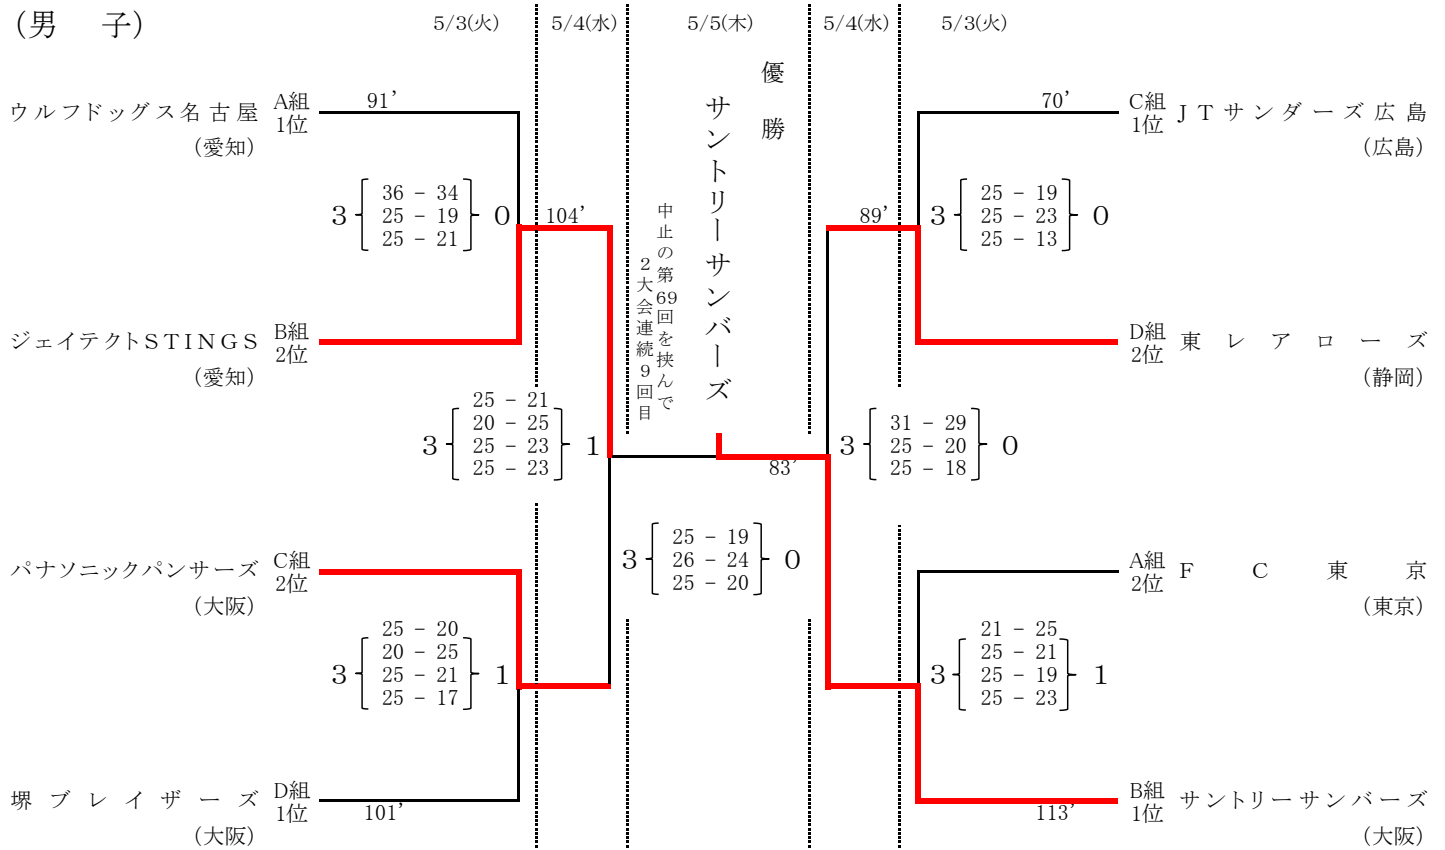 （男　子）
5/3(火)
5/4(水)
5/5(木)
5/4(水)
5/3(火)
優勝
サントリーサンバーズ
中止の第69回を挟んで
２大会連続９回目
ウルフドッグス名古屋
（愛知）
A組
1位
91’
3
36 − 34
25 − 19
25 − 21
0
ジェイテクトSTINGS
（愛知）
B組
2位
104’
3
25 − 21
20 − 25
25 − 23
25 − 23
1
パナソニックパンサーズ
（大阪）
C組
2位
3
25 − 20
20 − 25
25 − 21
25 − 17
1
堺ブレイザーズ
（大阪）
D組
1位
101’
83’
3
25 − 19
26 − 24
25 − 20
0
70’
C組
1位
JTサンダーズ広島
（広島）
89’
3
25 − 19
25 − 23
25 − 13
0
D組
2位
東レアローズ
（静岡）
3
31 − 29
25 − 20
25 − 18
0
A組
2位
FC東京
（東京）
3
21 − 25
25 − 21
25 − 19
25 − 23
1
113’
B組
1位
サントリーサンバーズ
（大阪）